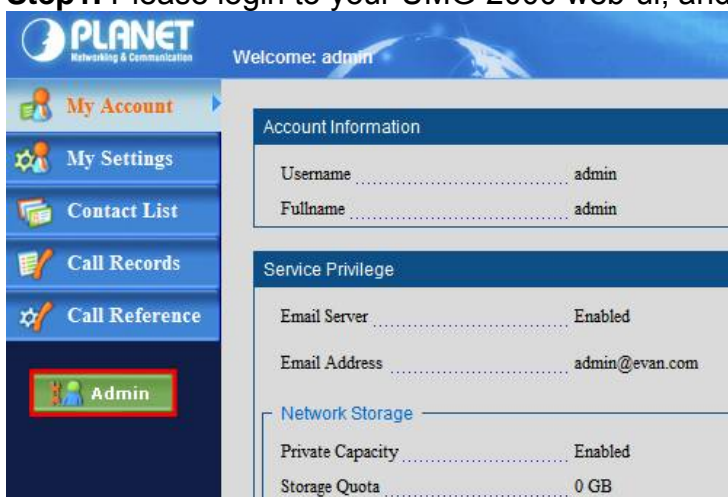 PLANET
Networking & Communication
Welcome: admin
My Account
My Settings
Contact List
Call Records
Call Reference
Admin
Account Information
Username admin
Fullname admin
Service Privilege
Email Server Enabled
Email Address admin@evan.com
Network Storage
Private Capacity Enabled
Storage Quota 0 GB